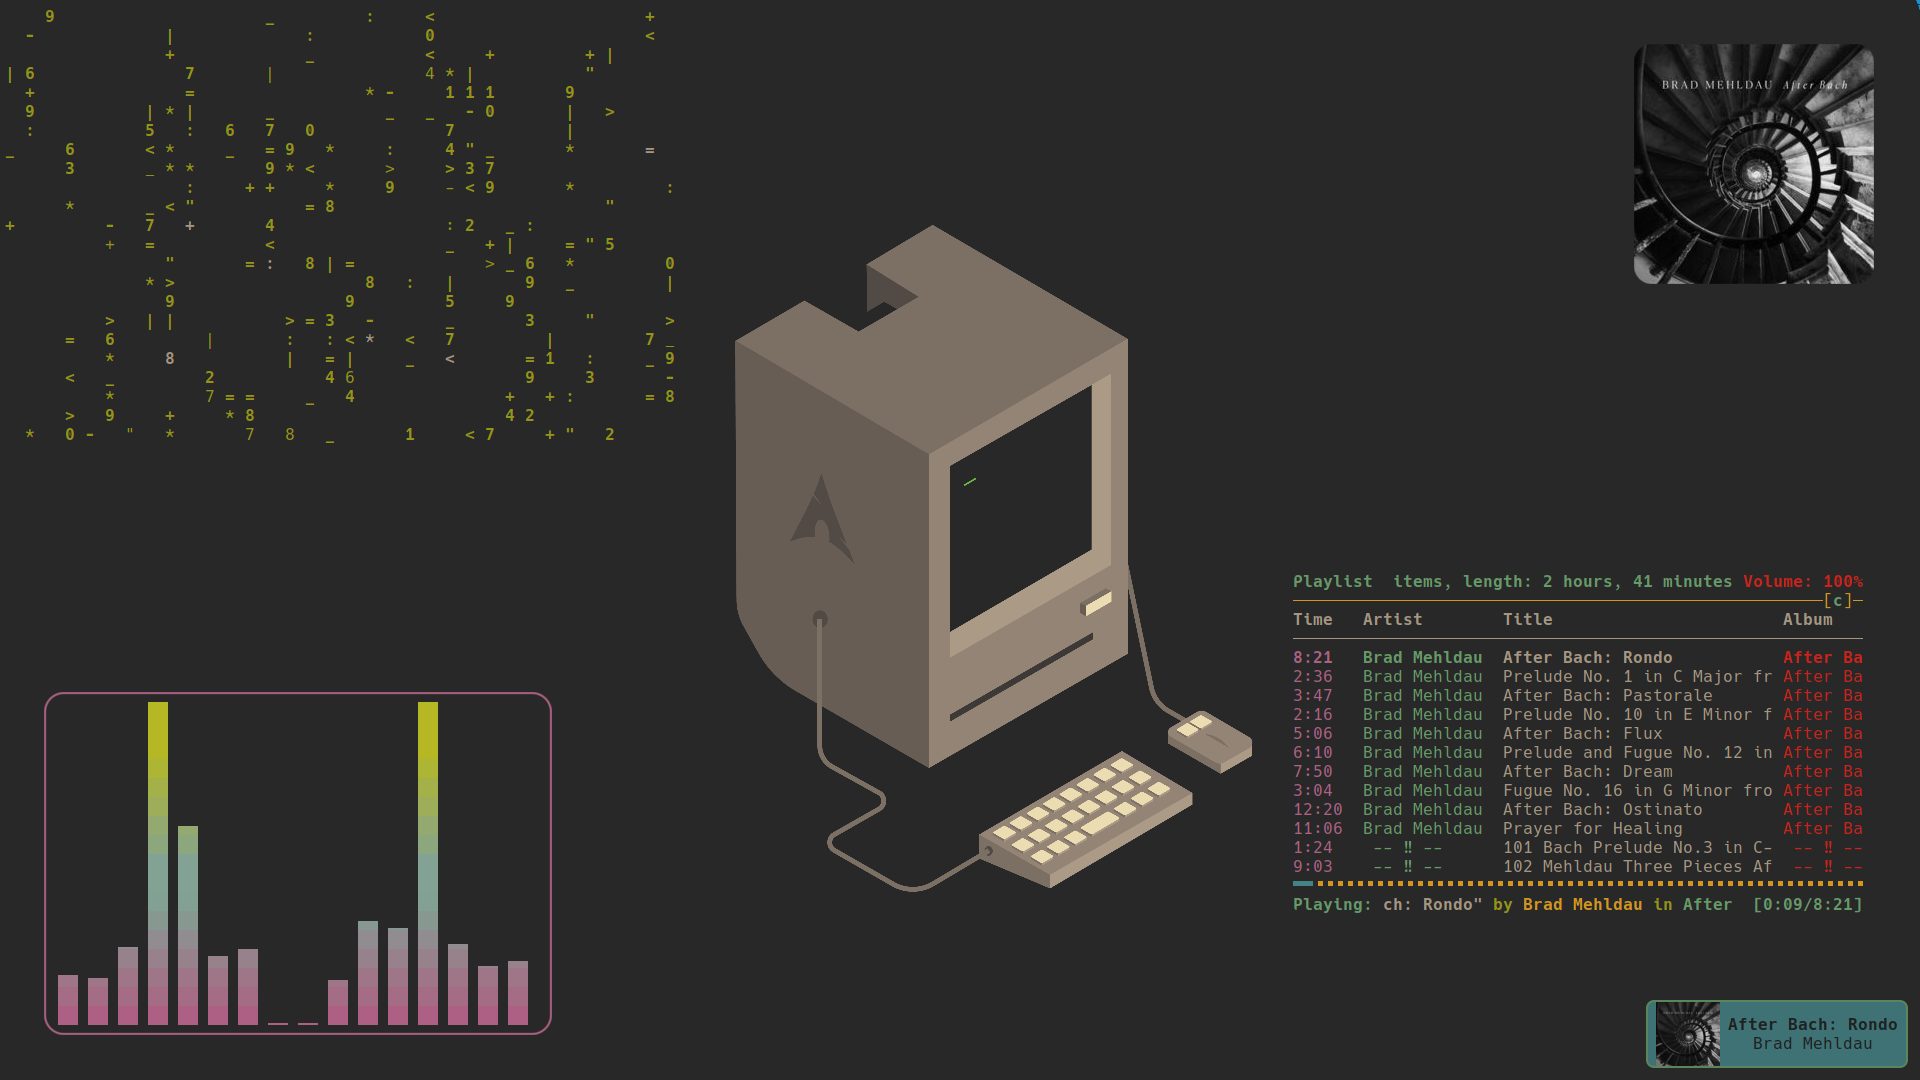 BRAD MEHLDAU After Bach
Playlist items, length: 2 hours, 41 minutes Volume: 100%
[c]
Time Artist Title Album
8:21 Brad Mehldau After Bach: Rondo After Ba
2:36 Brad Mehldau Prelude No. 1 in C Major fr After Ba
3:47 Brad Mehldau After Bach: Pastorale After Ba
2:16 Brad Mehldau Prelude No. 10 in E Minor f After Ba
5:06 Brad Mehldau After Bach: Flux After Ba
6:10 Brad Mehldau Prelude and Fugue No. 12 in After Ba
7:50 Brad Mehldau After Bach: Dream After Ba
3:04 Brad Mehldau Fugue No. 16 in G Minor fro After Ba
12:20 Brad Mehldau After Bach: Ostinato After Ba
11:06 Brad Mehldau Prayer for Healing After Ba
1:24 -- ‼ -- 101 Bach Prelude No.3 in C- -- ‼ --
9:03 -- ‼ -- 102 Mehldau Three Pieces Af -- ‼ --
Playing: ch: Rondo" by Brad Mehldau in After [0:09/8:21]
After Bach: Rondo
Brad Mehldau